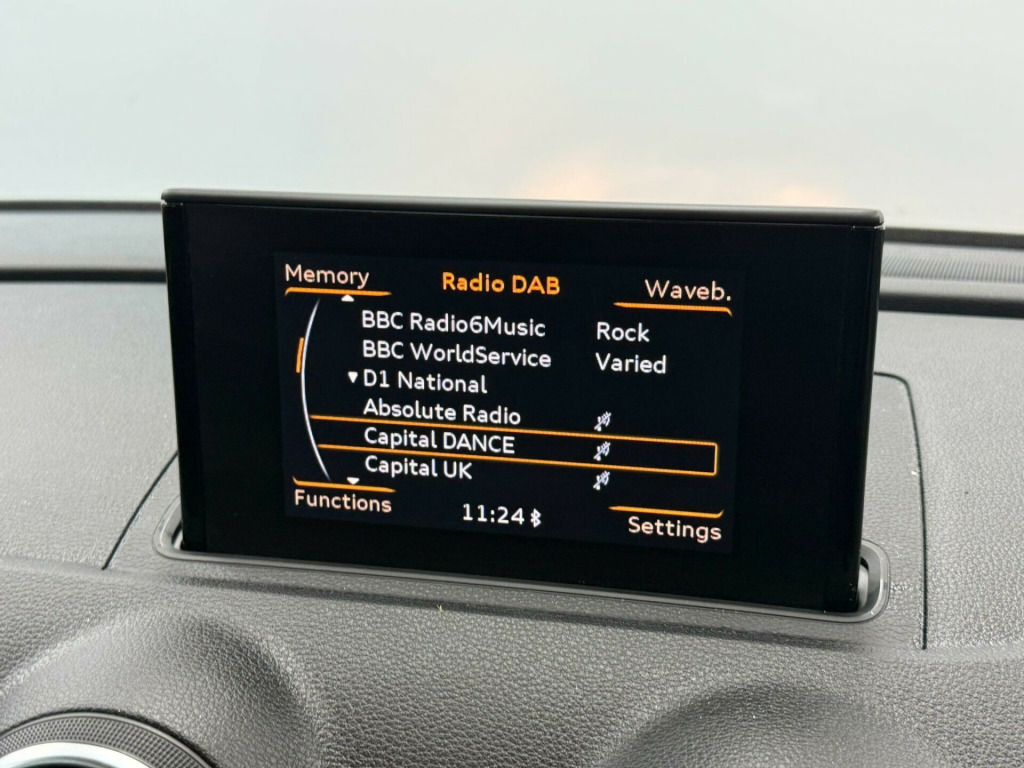 Memory Radio DAB Waveb.
BBC Radio6Music Rock
BBC WorldService Varied
D1 National
Absolute Radio
Capital DANCE
Capital UK
Functions 11:24 Settings